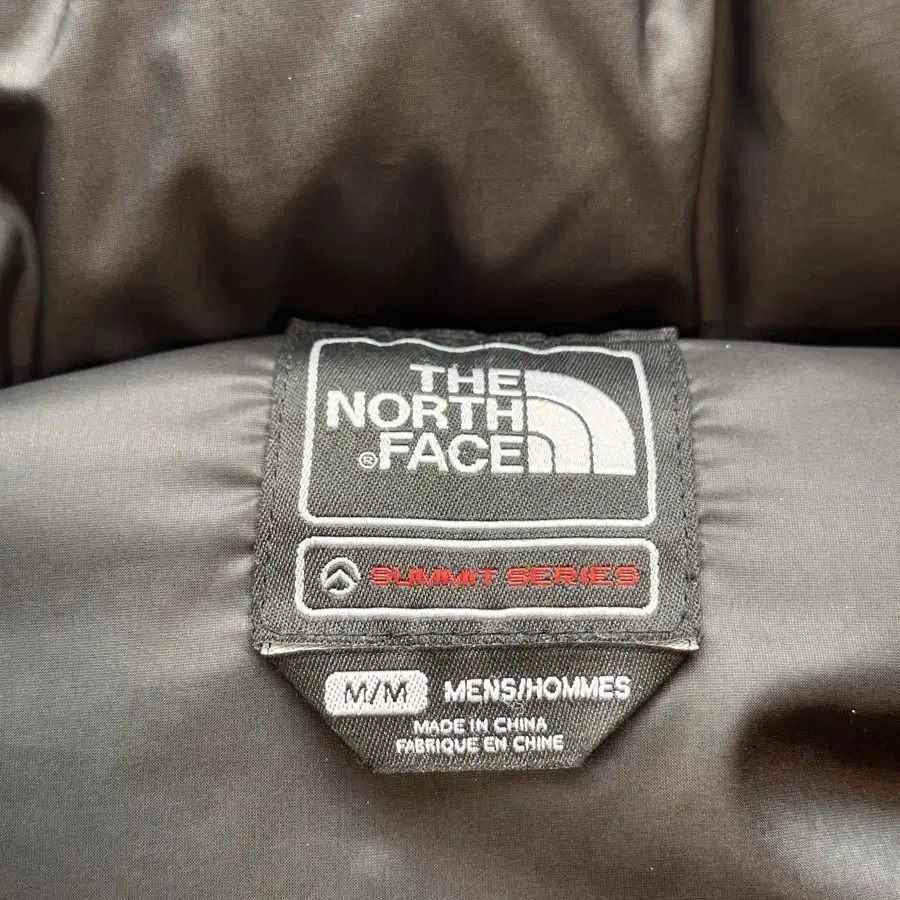 THE
NORTH
® FACE
SUMMIT SERIES
M/M MENS/HOMMES
MADE IN CHINA
FABRIQUE EN CHINE